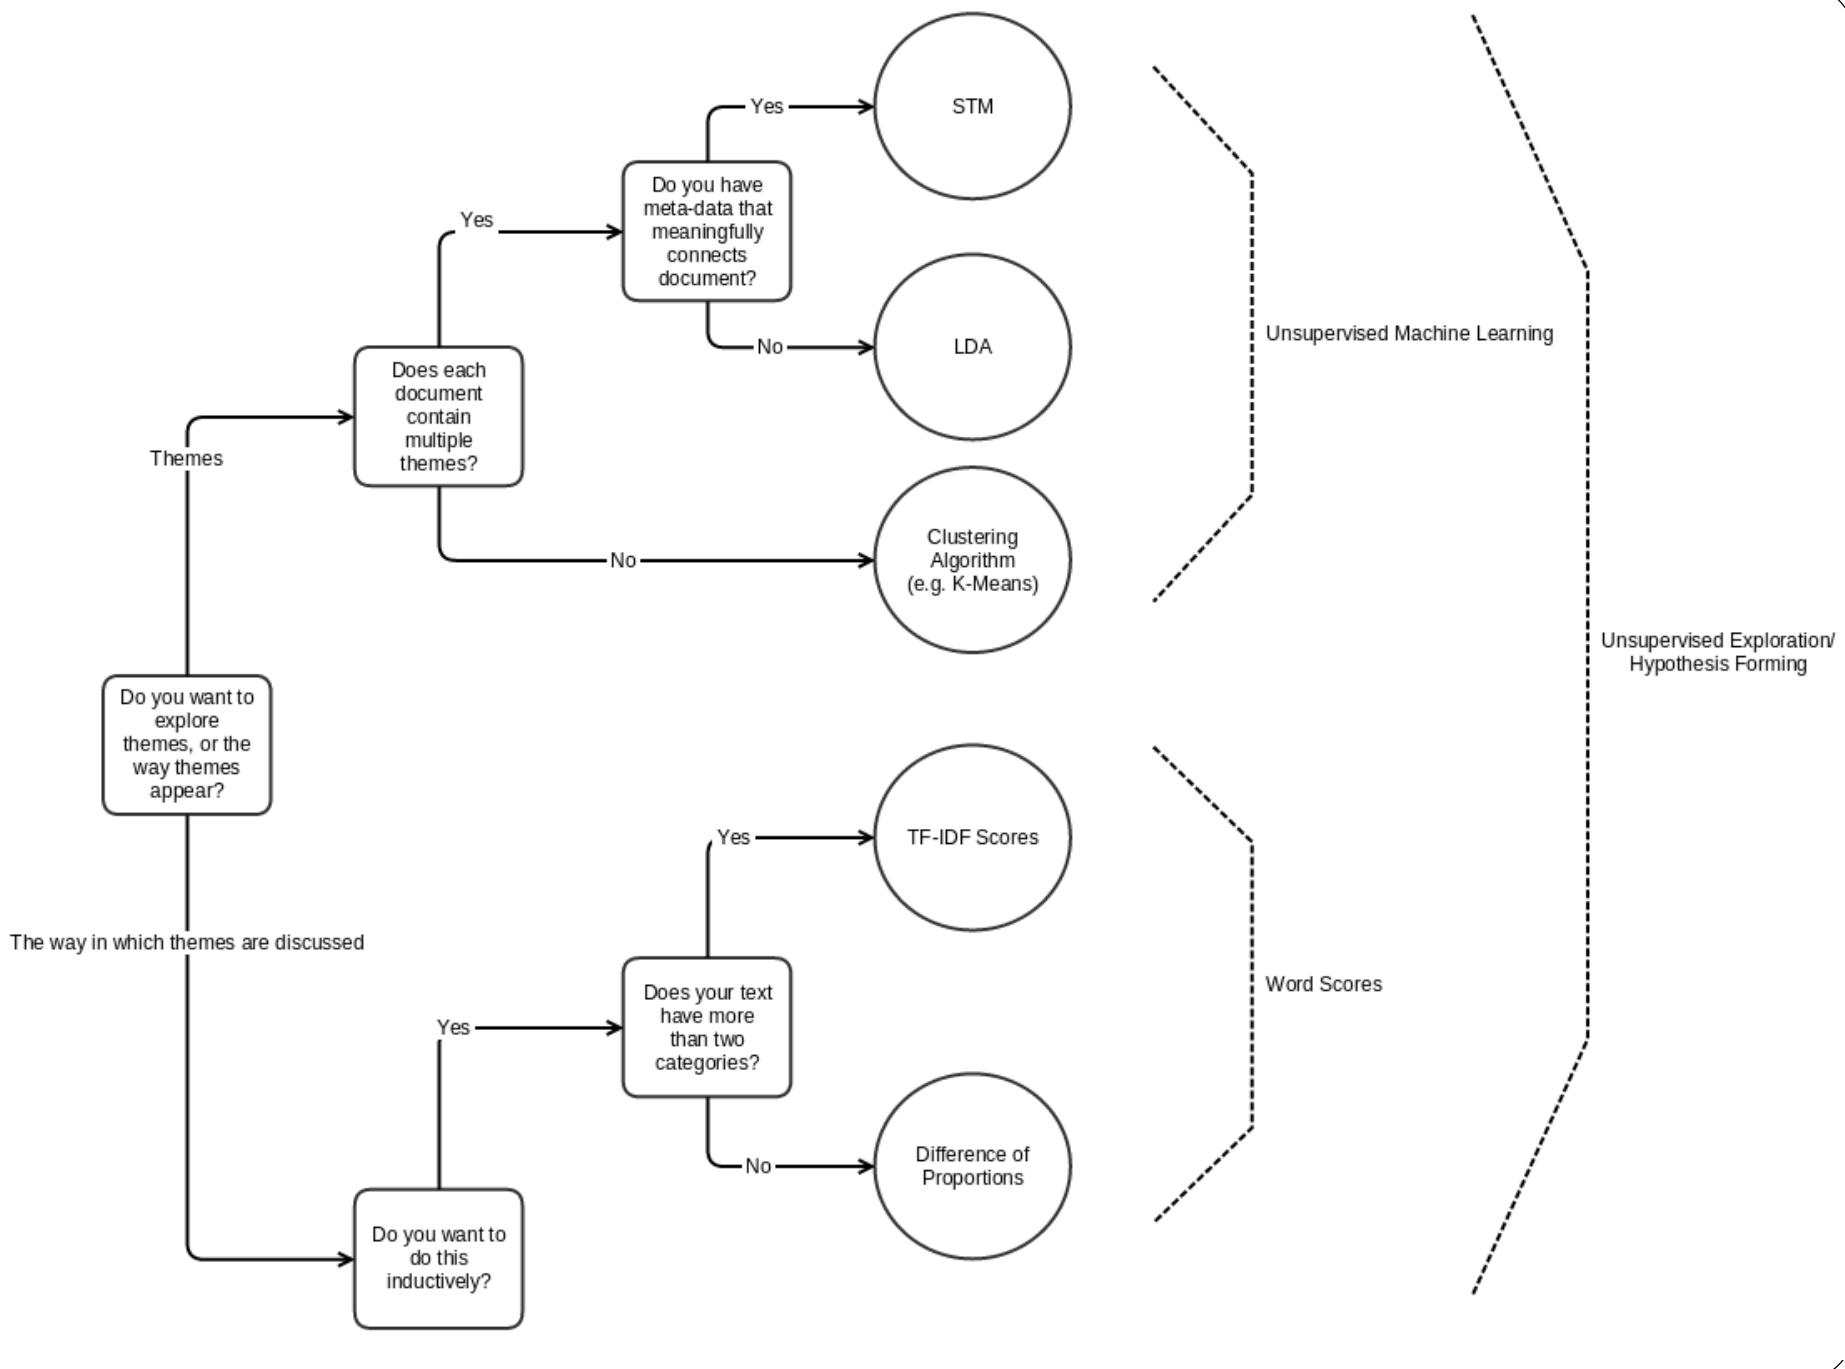 Yes
STM
Do you have
meta-data that
meaningfully
connects
document?
Yes
No
LDA
Unsupervised Machine Learning
Does each
document
contain
multiple
themes?
Themes
No
Clustering
Algorithm
(e.g. K-Means)
Unsupervised Exploration/
Hypothesis Forming
Do you want to
explore
themes, or the
way themes
appear?
Yes
TF-IDF Scores
The way in which themes are discussed
Does your text
have more
than two
categories?
Yes
Word Scores
No
Difference of
Proportions
Do you want to
do this
inductively?